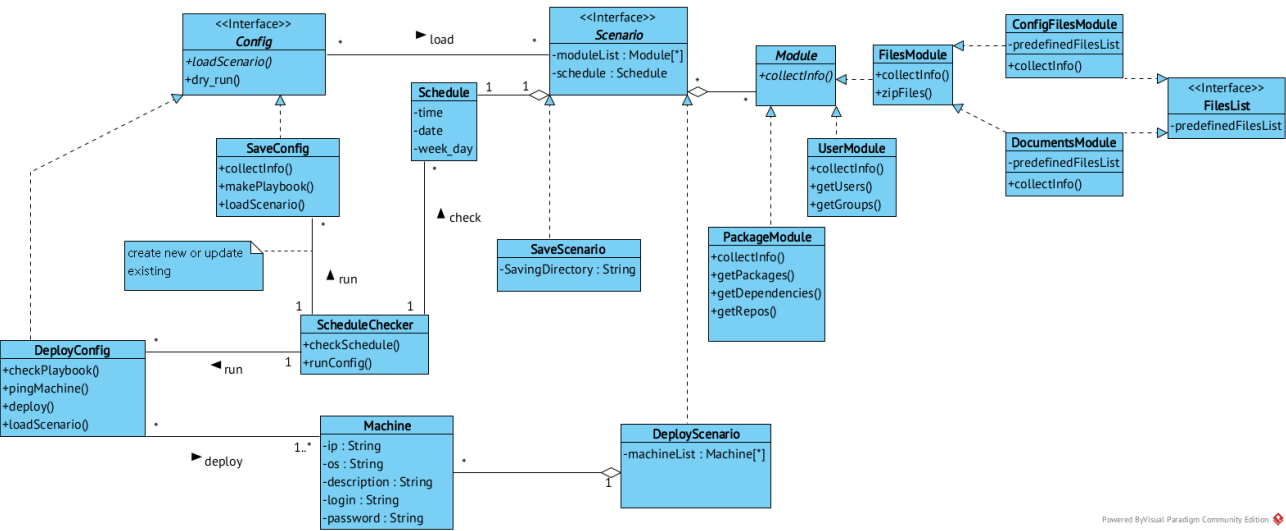 <<Interface>>
Config
+loadScenario()
+dry_run()
*
load
*
<<Interface>>
Scenario
-moduleList : Module[*]
-schedule : Schedule
*
*
Module
+collectInfo()
FilesModule
+collectInfo()
+zipFiles()
ConfigFilesModule
-predefinedFilesList
+collectInfo()
<<Interface>>
FilesList
-predefinedFilesList
DocumentsModule
-predefinedFilesList
+collectInfo()
Schedule
-time
-date
-week_day
1
1
*
check
1
SaveConfig
+collectInfo()
+makePlaybook()
+loadScenario()
*
run
1
create new or update
existing
UserModule
+collectInfo()
+getUsers()
+getGroups()
PackageModule
+collectInfo()
+getPackages()
+getDependencies()
+getRepos()
SaveScenario
-SavingDirectory : String
ScheduleChecker
+checkSchedule()
+runConfig()
*
run
1
DeployConfig
+checkPlaybook()
+pingMachine()
+deploy()
+loadScenario()
*
deploy
1..*
Machine
-ip : String
-os : String
-description : String
-login : String
-password : String
*
1
DeployScenario
-machineList : Machine[*]
Powered ByVisual Paradigm Community Edition